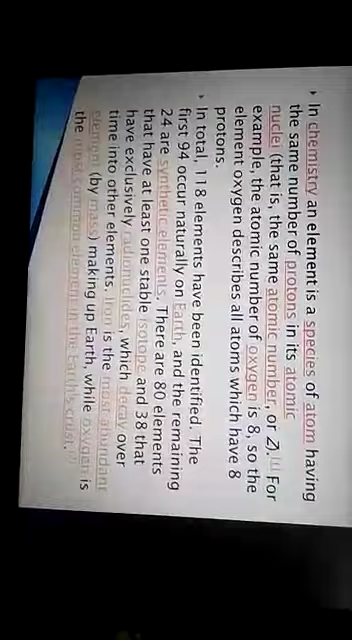 In chemistry an element is a species of atom having
the same number of protons in its atomic
nuclei (that is, the same atomic number, or Z).[1] For
example, the atomic number of oxygen is 8, so the
element oxygen describes all atoms which have 8
protons.
In total, 118 elements have been identified. The
first 94 occur naturally on Earth, and the remaining
24 are synthetic elements. There are 80 elements
that have at least one stable isotope and 38 that
have exclusively radionuclides, which decay over
time into other elements. Iron is the most abundant
element (by mass) making up Earth, while oxygen is
the most common element in the Earth's crust.